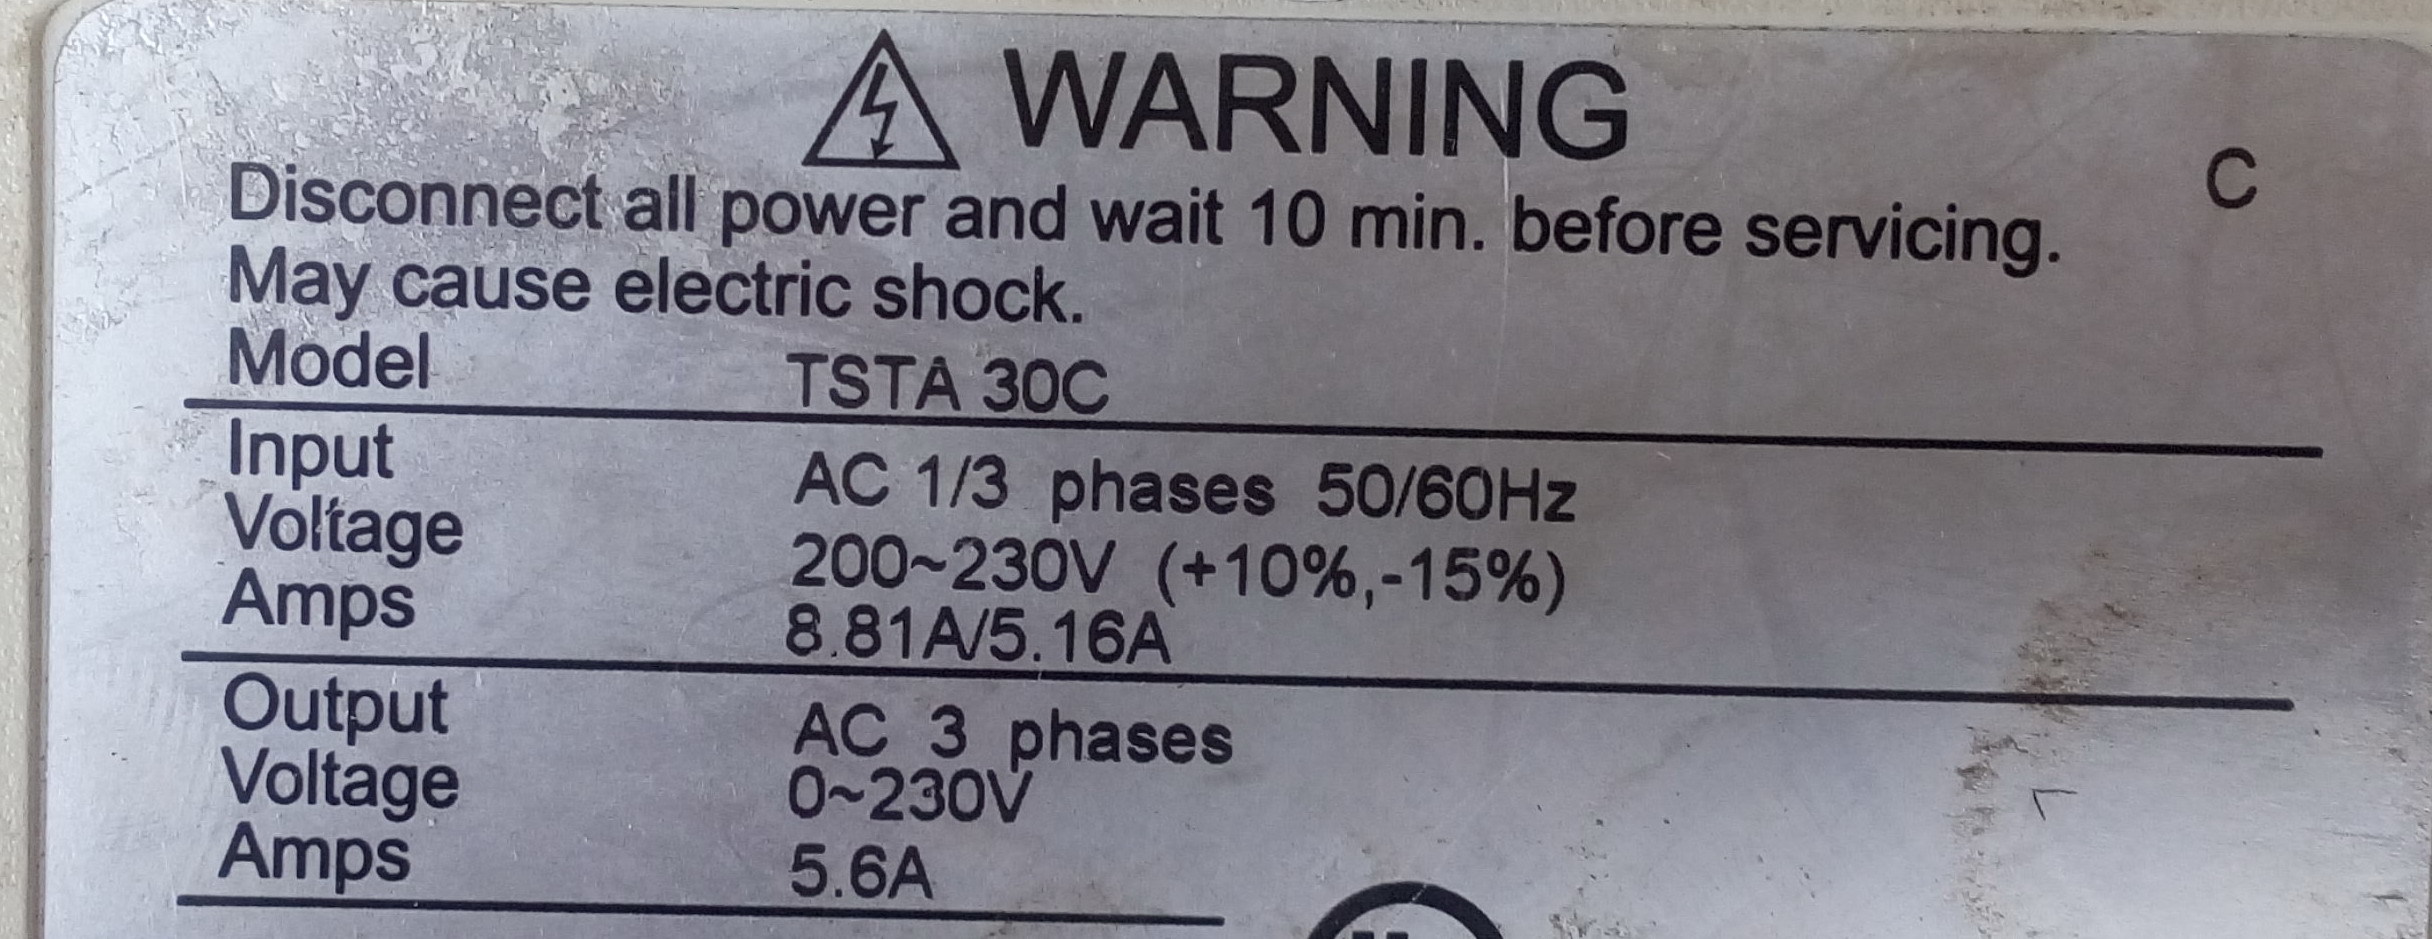 WARNING
C
Disconnect all power and wait 10 min. before servicing.
May cause electric shock.
Model TSTA 30C
Input AC 1/3 phases 50/60Hz
Voltage 200~230V (+10%,-15%)
Amps 8.81A/5.16A
Output AC 3 phases
Voltage 0~230V
Amps 5.6A